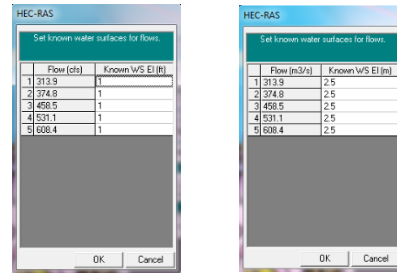 HEC-RAS
Set known water surfaces for flows.
Flow (cfs) Known WS El (ft)
1 313.9 1
2 374.8 1
3 458.5 1
4 531.1 1
5 608.4 1
OK Cancel
HEC-RAS
Set known water surfaces for flows.
Flow (m3/s) Known WS El (m)
1 313.9 2.5
2 374.8 2.5
3 458.5 2.5
4 531.1 2.5
5 608.4 2.5
OK Cancel